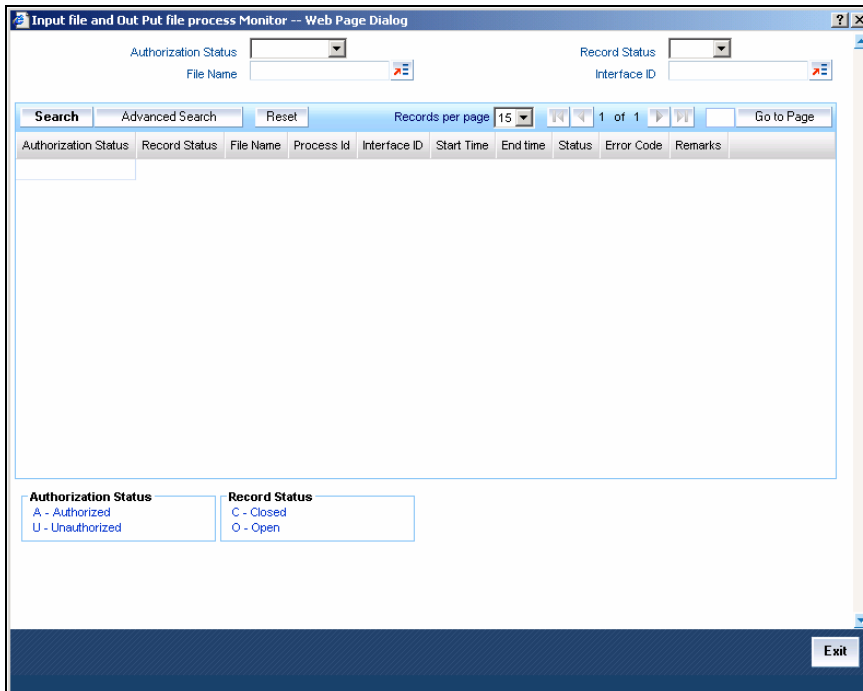 Input file and Out Put file process Monitor -- Web Page Dialog
Authorization Status Record Status
File Name Interface ID
Search Advanced Search Reset Records per page 15 1 of 1 Go to Page
Authorization Status Record Status File Name Process Id Interface ID Start Time End time Status Error Code Remarks
Authorization Status Record Status
A - Authorized C - Closed
U - Unauthorized O - Open
Exit